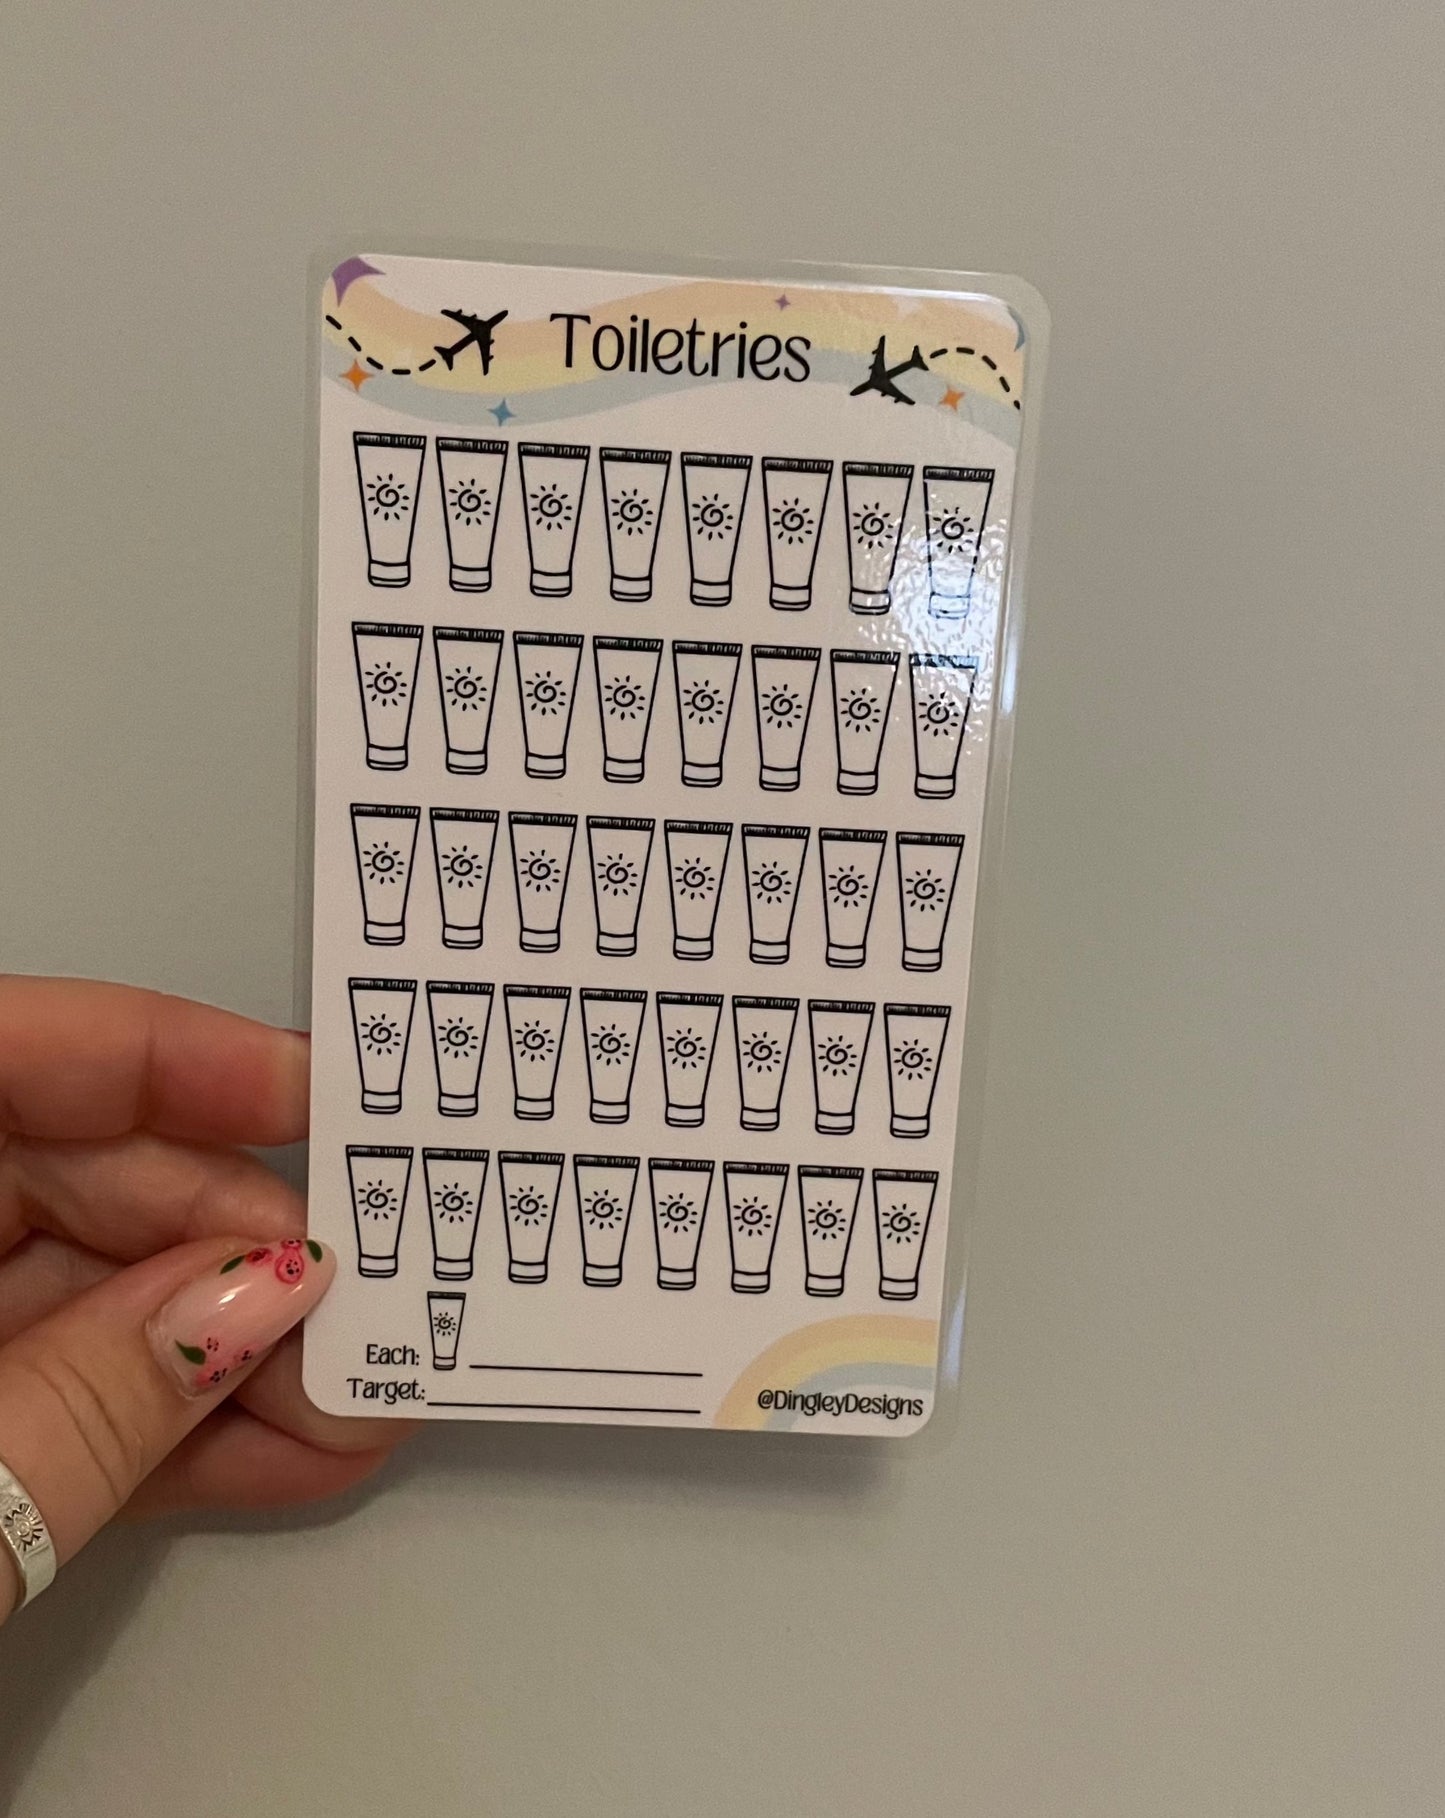 Toiletries
Each:
Target:
@DingleyDesigns